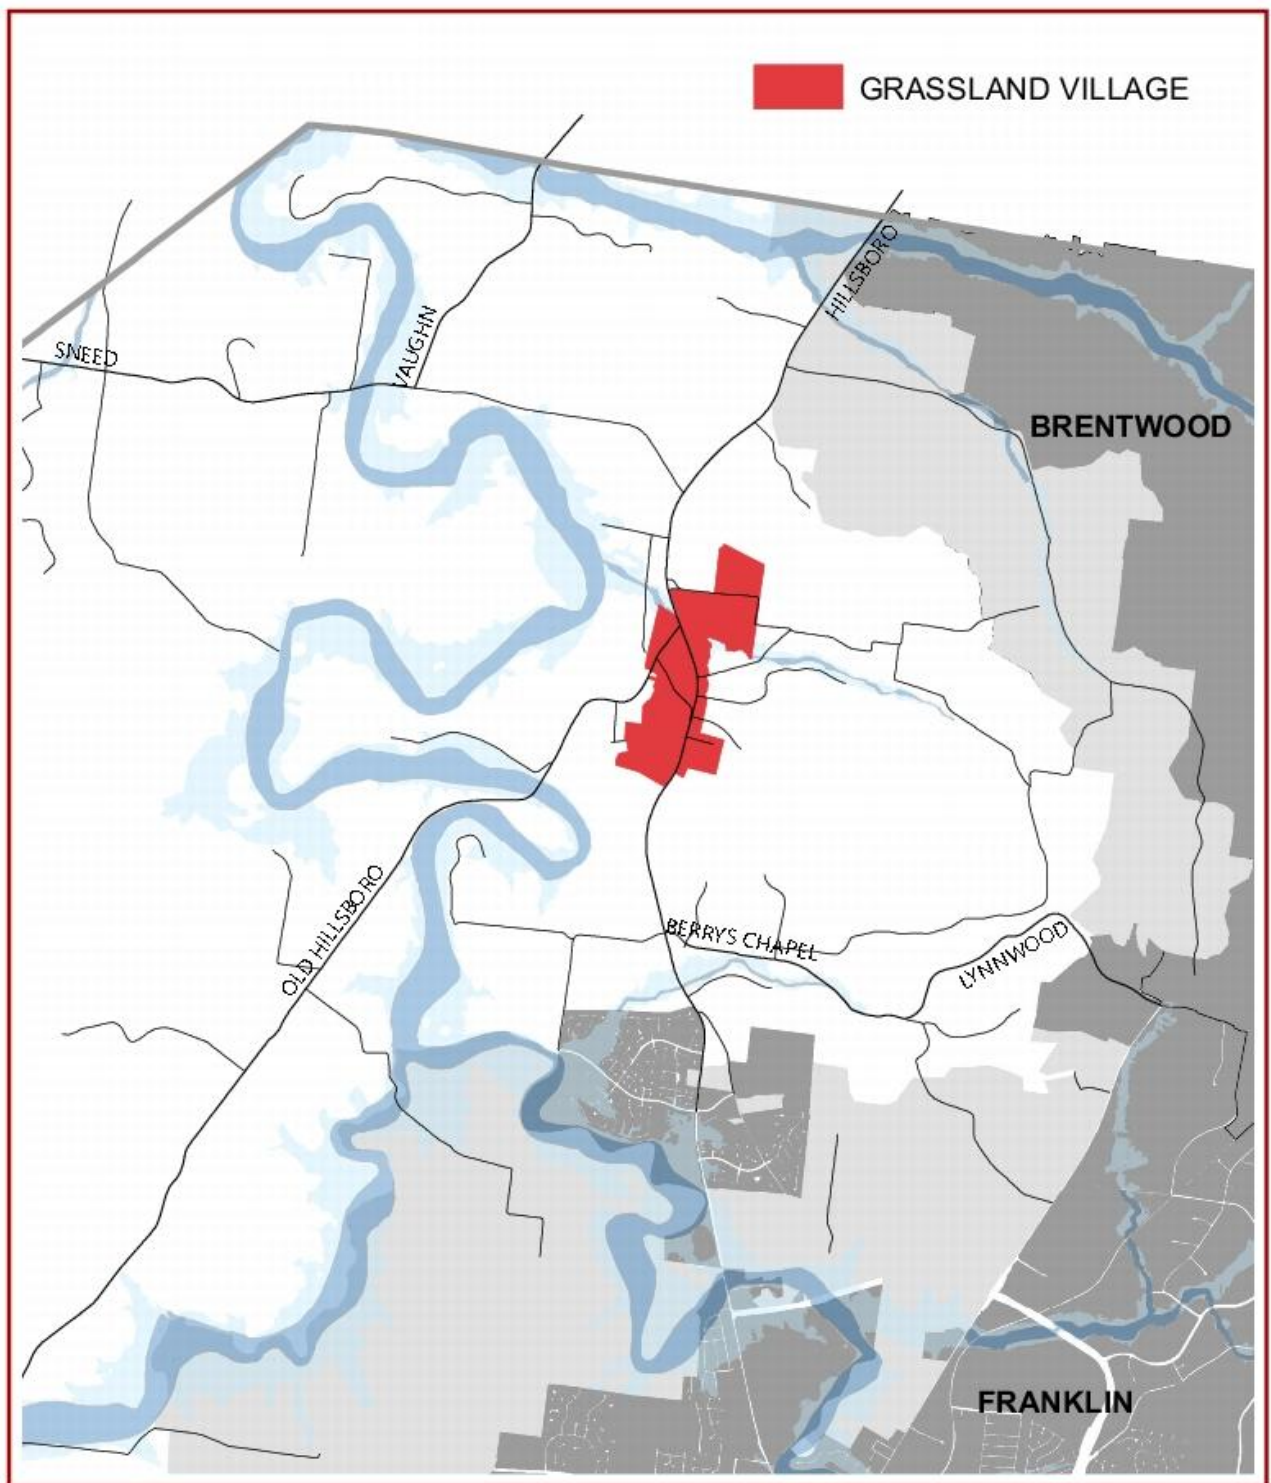 GRASSLAND VILLAGE
HILLSBORO
VAUGHN
SNEED
BRENTWOOD
OLD HILLSBORO
BERRYS CHAPEL
LYNNWOOD
FRANKLIN